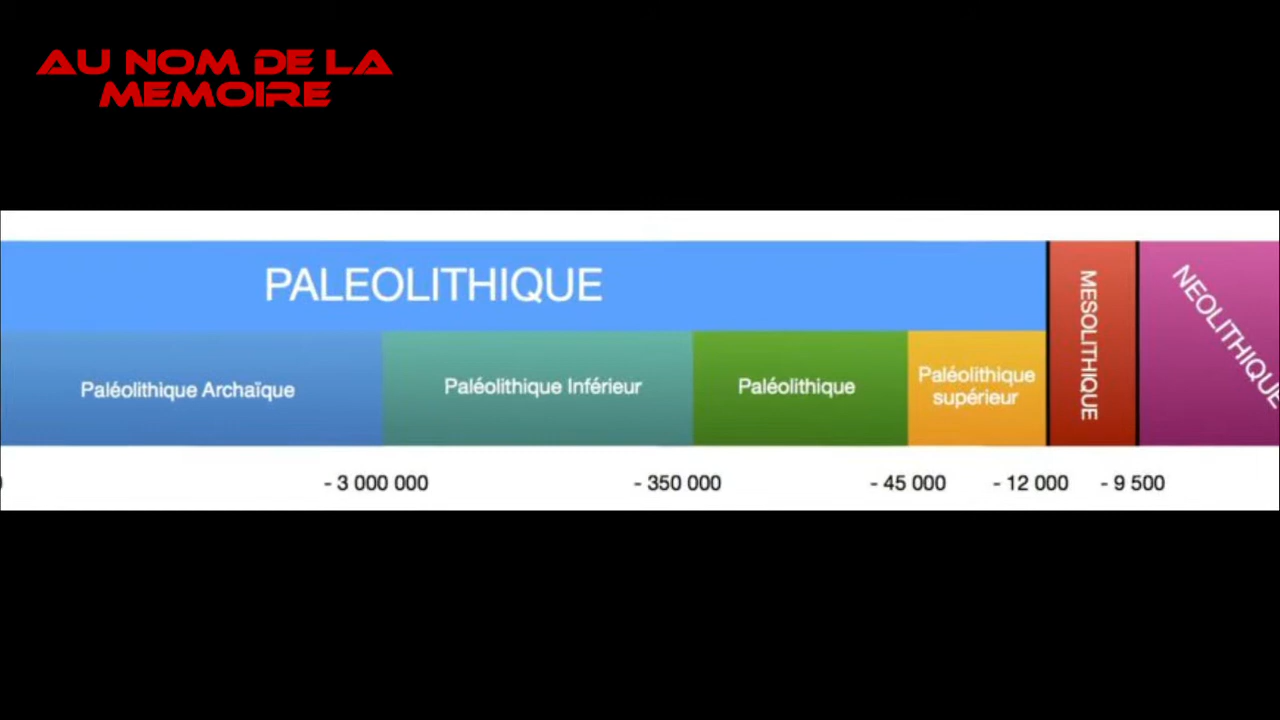 AU NOM DE LA
MEMOIRE
PALEOLITHIQUE
MESOLITHIQUE
NEOLITHIQUE
Paléolithique Archaïque
Paléolithique Inférieur
Paléolithique
Paléolithique
supérieur
- 3 000 000
- 350 000
- 45 000
- 12 000
- 9 500